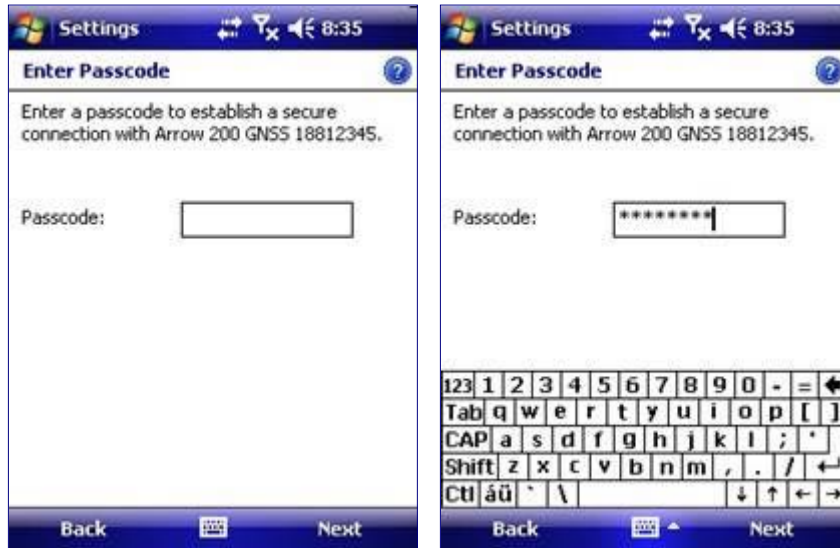 Settings 8:35
Enter Passcode ?
Enter a passcode to establish a secure
connection with Arrow 200 GNSS 18812345.
Passcode:
Back Next
Settings 8:35
Enter Passcode ?
Enter a passcode to establish a secure
connection with Arrow 200 GNSS 18812345.
Passcode: ********
123 1 2 3 4 5 6 7 8 9 0 - =
Tab q w e r t y u i o p [ ]
CAP a s d f g h j k l ; '
Shift z x c v b n m , . /
Ctl áü ` \
Back Next